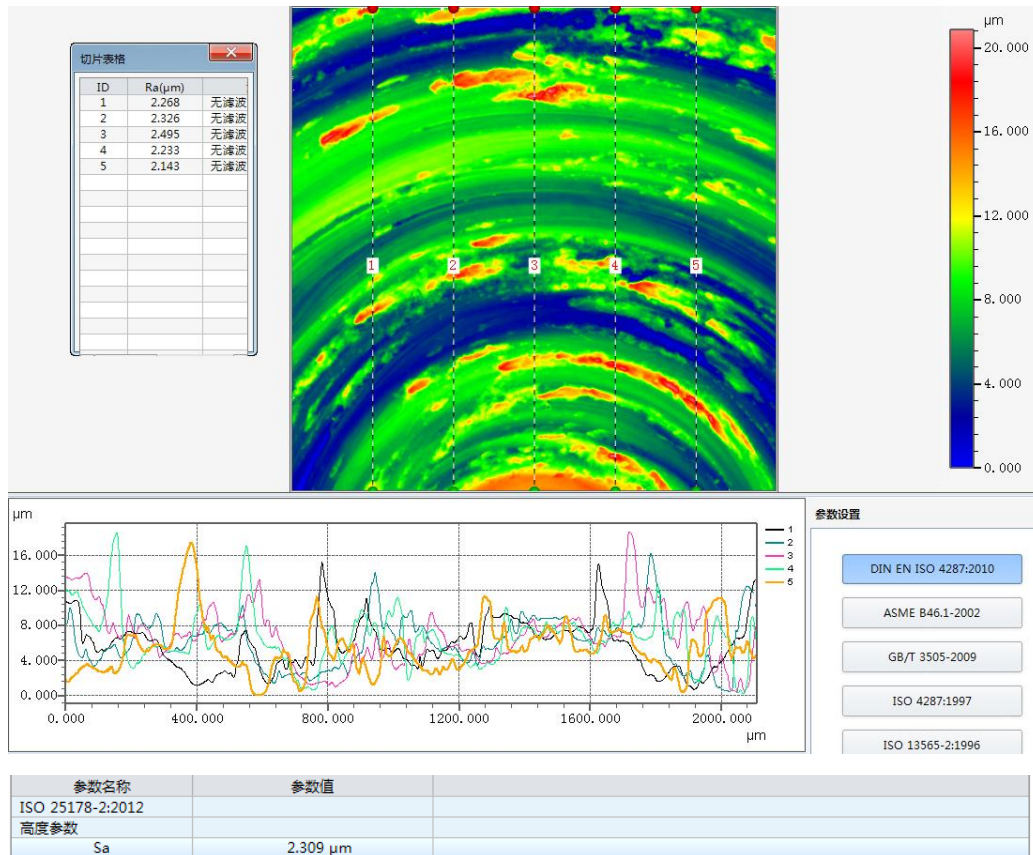 μm
切片表格
20.000
ID Ra(μm)
1 2.268 无滤波
2 2.326 无滤波
3 2.495 无滤波
4 2.233 无滤波
5 2.143 无滤波
16.000
12.000
1 2 3 4 5
8.000
4.000
0.000
μm
1
2
3
4
5
16.000
12.000
8.000
4.000
0.000
0.000 400.000 800.000 1200.000 1600.000 2000.000
μm
参数设置
DIN EN ISO 4287:2010
ASME B46.1-2002
GB/T 3505-2009
ISO 4287:1997
ISO 13565-2:1996
参数名称 参数值
ISO 25178-2:2012
高度参数
Sa 2.309 μm